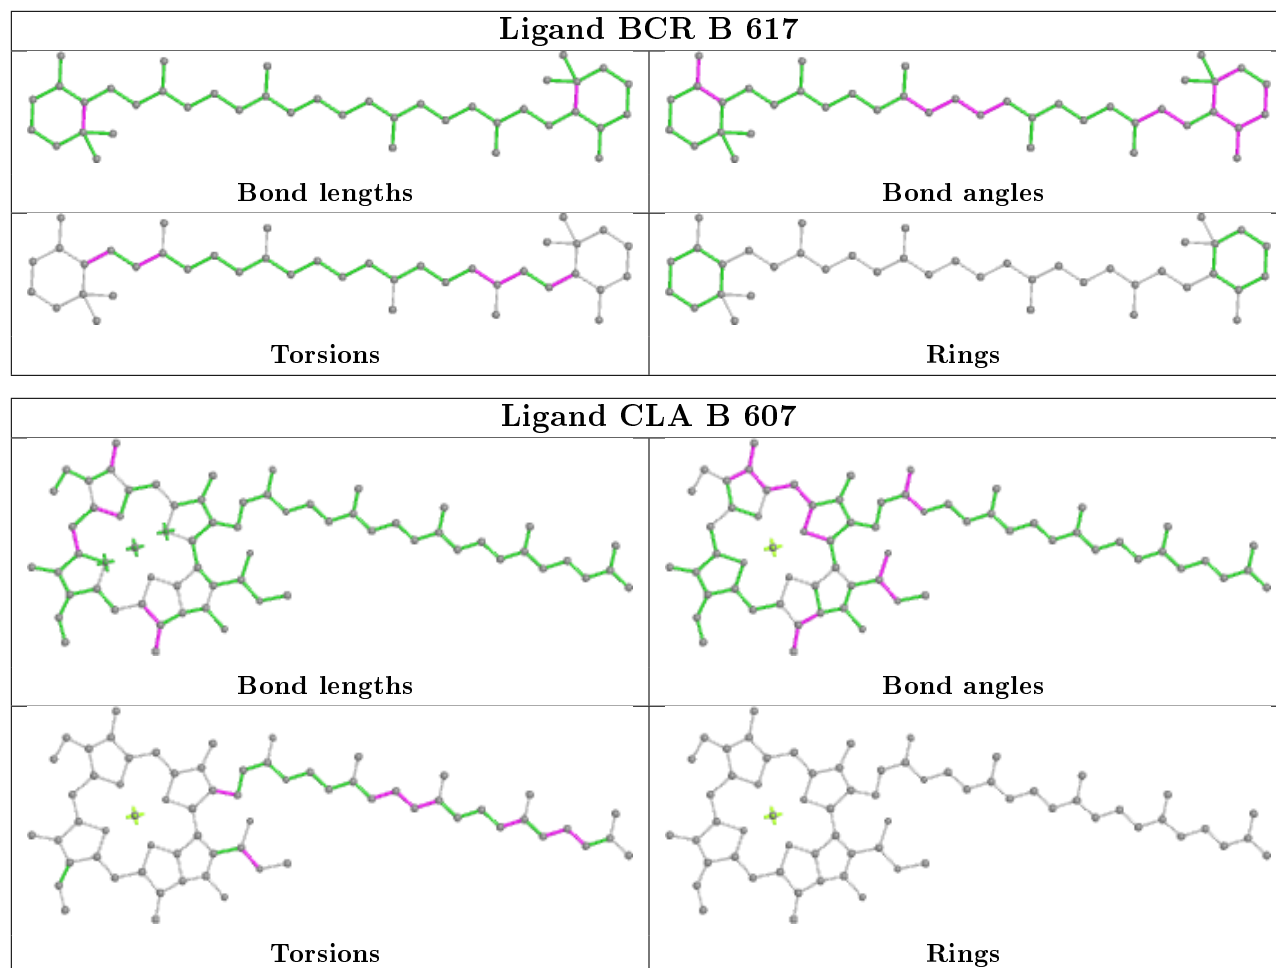 Ligand BCR B 617
Bond lengths
Bond angles
Torsions
Rings
Ligand CLA B 607
Bond lengths
Bond angles
Torsions
Rings